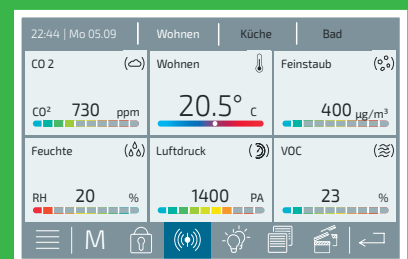 22:44 | Mo 05.09 Wohnen Küche Bad
CO 2 Wohnen Feinstaub
CO² 730 ppm 20.5° c 400 µg/m³
Feuchte Luftdruck VOC
RH 20 % 1400 PA 23 %
M